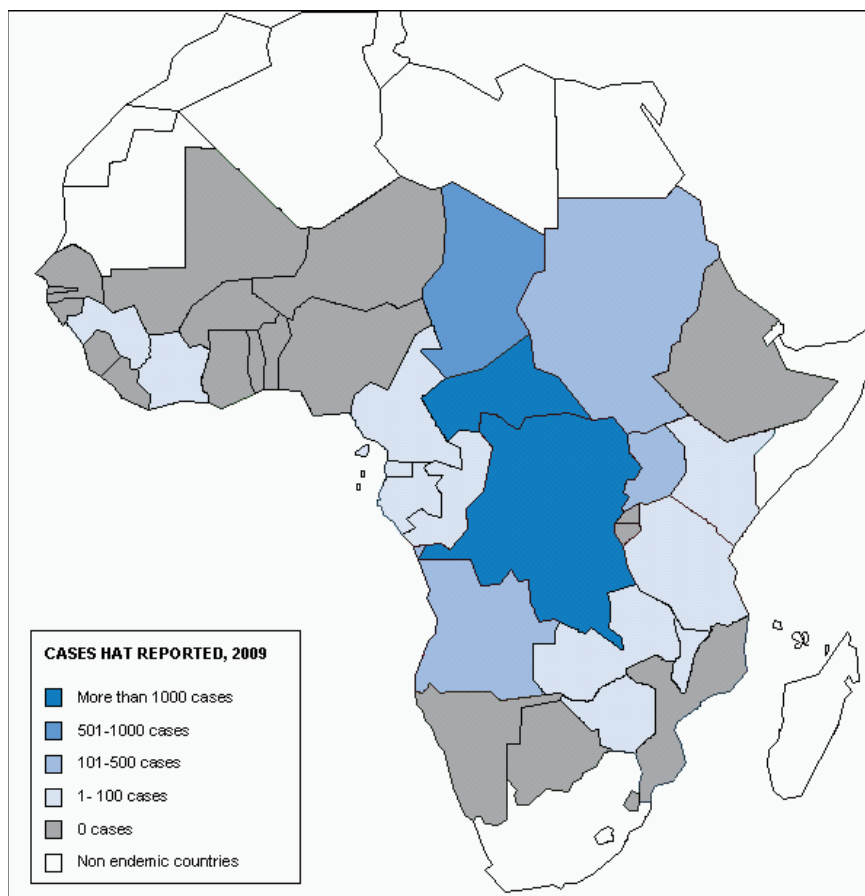 CASES HAT REPORTED, 2009
More than 1000 cases
501-1000 cases
101-500 cases
1- 100 cases
0 cases
Non endemic countries